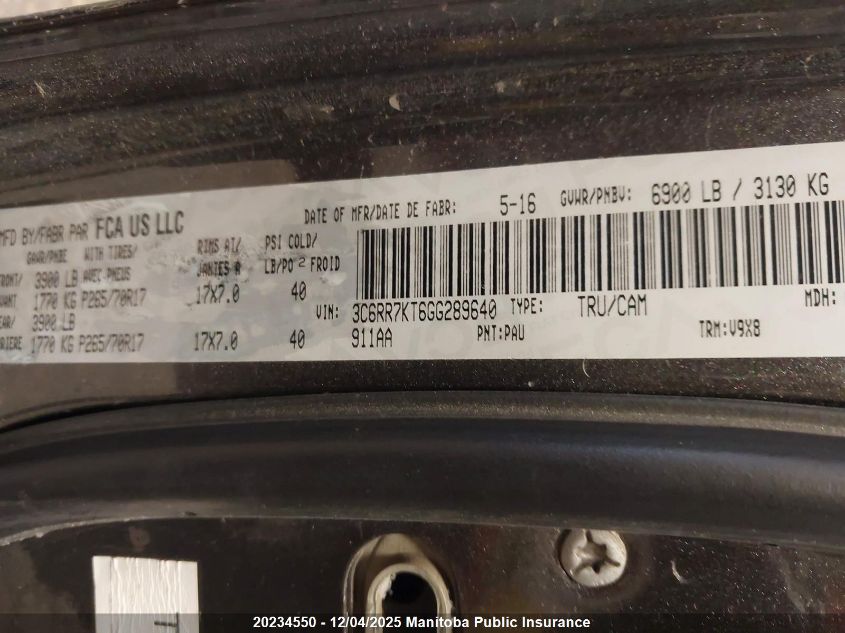 MFD BY/FABR PAR FCA US LLC DATE OF MFR/DATE DE FABR: 5-16 GVWR/PNBV: 6900 LB / 3130 KG
GAWR/PNBE WITH TIRES/ RIMS AT/ PSI COLD/
FRONT/ 3900 LB AVEC PNEUS JANTES A LB/PO² FROID
AVANT 1770 KG P265/70R17 17X7.0 40 VIN: 3C6RR7KT6GG289640 TYPE: TRU/CAM MDH:
REAR/ 3900 LB 911AA PNT:PAU TRM:V9X8
ARRIERE 1770 KG P265/70R17 17X7.0 40
20234550 - 12/04/2025 Manitoba Public Insurance